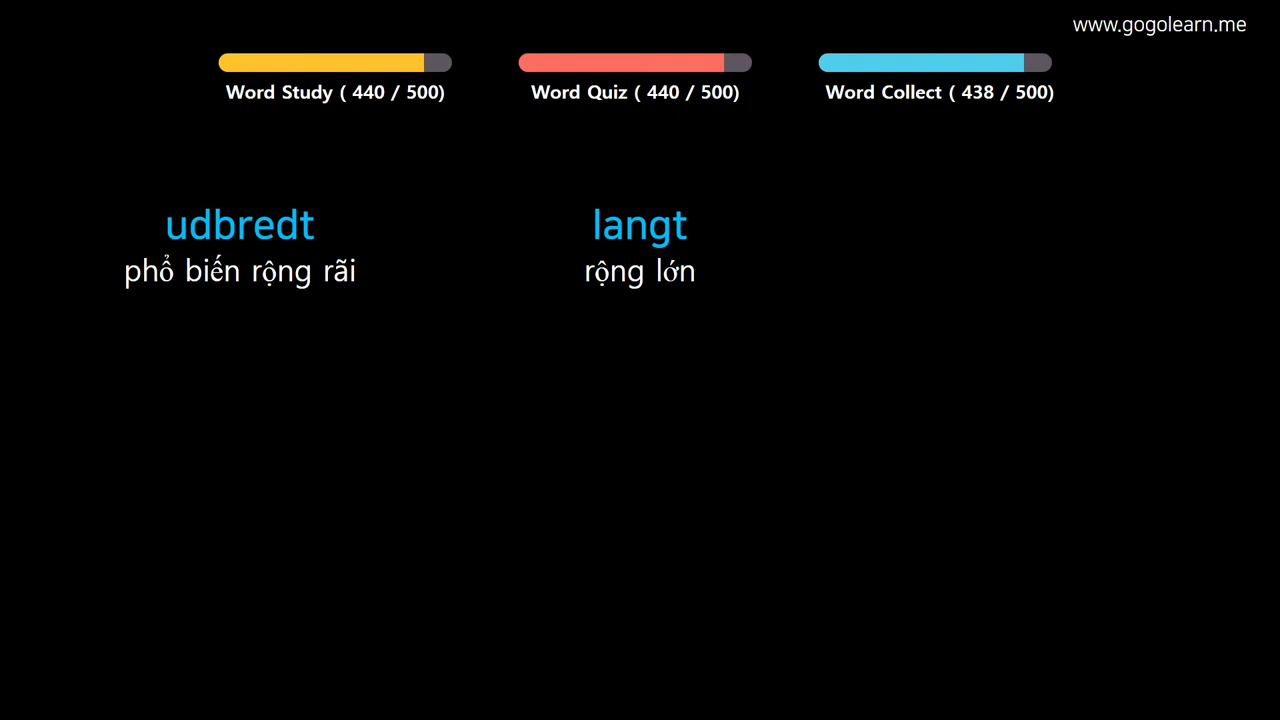 www.gogolearn.me
Word Study ( 440 / 500)
Word Quiz ( 440 / 500)
Word Collect ( 438 / 500)
udbredt
phổ biến rộng rãi
langt
rộng lớn